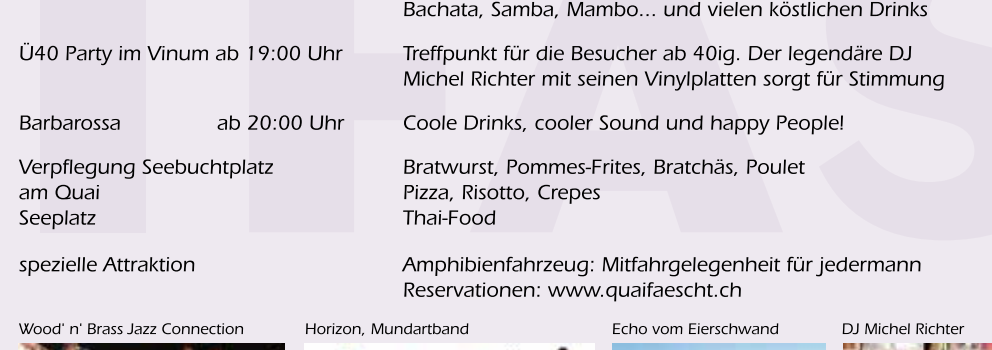 Bachata, Samba, Mambo... und vielen köstlichen Drinks
Ü40 Party im Vinum ab 19:00 Uhr Treffpunkt für die Besucher ab 40ig. Der legendäre DJ
Michel Richter mit seinen Vinylplatten sorgt für Stimmung
Barbarossa ab 20:00 Uhr Coole Drinks, cooler Sound und happy People!
Verpflegung Seebuchtplatz Bratwurst, Pommes-Frites, Bratchäs, Poulet
am Quai Pizza, Risotto, Crepes
Seeplatz Thai-Food
spezielle Attraktion Amphibienfahrzeug: Mitfahrgelegenheit für jedermann
Reservationen: www.quaifaescht.ch
Wood' n' Brass Jazz Connection Horizon, Mundartband Echo vom Eierschwand DJ Michel Richter